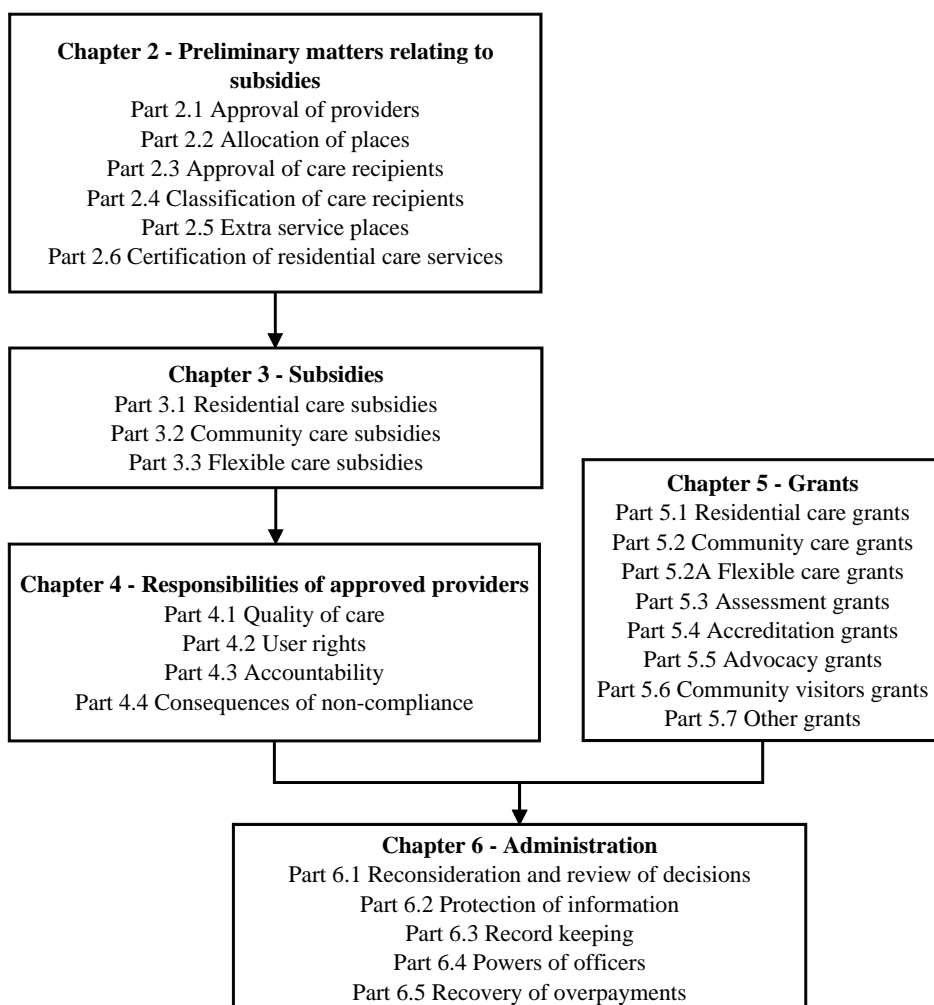 Chapter 2 - Preliminary matters relating to
subsidies
Part 2.1 Approval of providers
Part 2.2 Allocation of places
Part 2.3 Approval of care recipients
Part 2.4 Classification of care recipients
Part 2.5 Extra service places
Part 2.6 Certification of residential care services
Chapter 3 - Subsidies
Part 3.1 Residential care subsidies
Part 3.2 Community care subsidies
Part 3.3 Flexible care subsidies
Chapter 4 - Responsibilities of approved providers
Part 4.1 Quality of care
Part 4.2 User rights
Part 4.3 Accountability
Part 4.4 Consequences of non-compliance
Chapter 5 - Grants
Part 5.1 Residential care grants
Part 5.2 Community care grants
Part 5.2A Flexible care grants
Part 5.3 Assessment grants
Part 5.4 Accreditation grants
Part 5.5 Advocacy grants
Part 5.6 Community visitors grants
Part 5.7 Other grants
Chapter 6 - Administration
Part 6.1 Reconsideration and review of decisions
Part 6.2 Protection of information
Part 6.3 Record keeping
Part 6.4 Powers of officers
Part 6.5 Recovery of overpayments